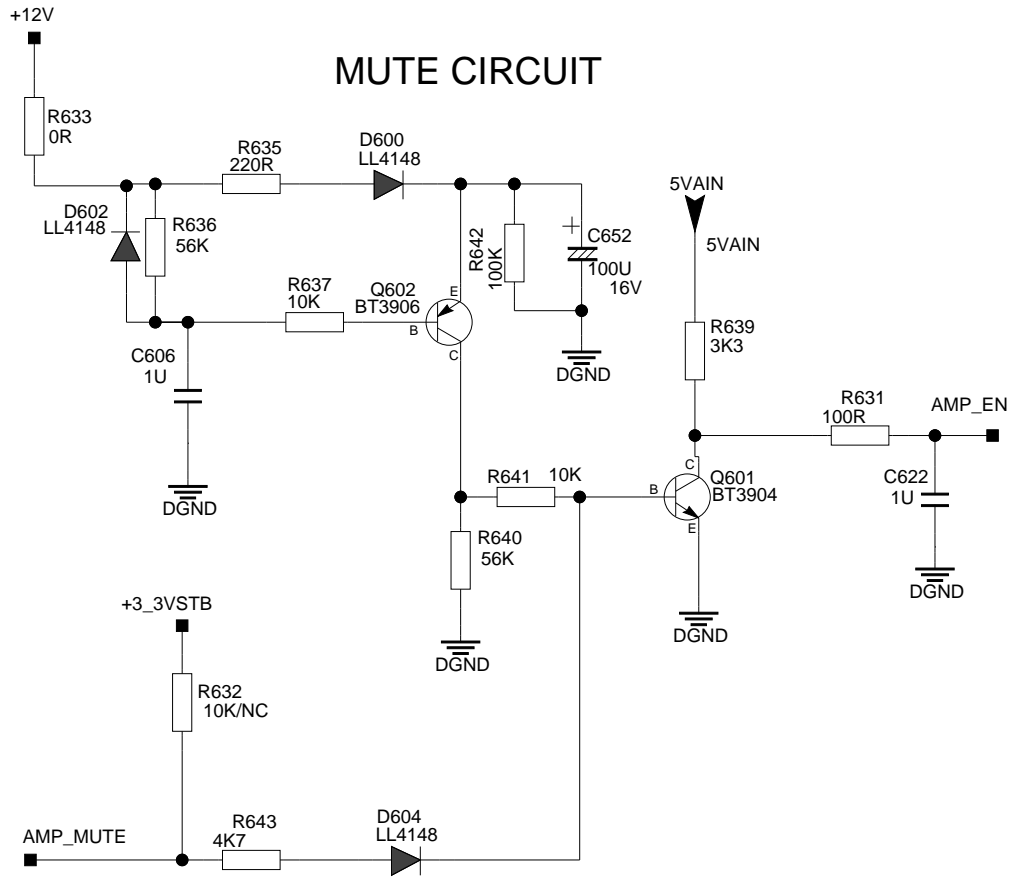 +12V
MUTE CIRCUIT
R633
0R
R635
220R
D600
LL4148
D602
LL4148
R636
56K
R642
100K
+
C652
100U
16V
5VAIN
5VAIN
R637
10K
Q602
BT3906
E
B
C
C606
1U
DGND
DGND
R639
3K3
R631
100R
AMP_EN
R641
10K
C
B
E
Q601
BT3904
C622
1U
R640
56K
DGND
DGND
DGND
+3_3VSTB
R632
10K/NC
AMP_MUTE
R643
4K7
D604
LL4148